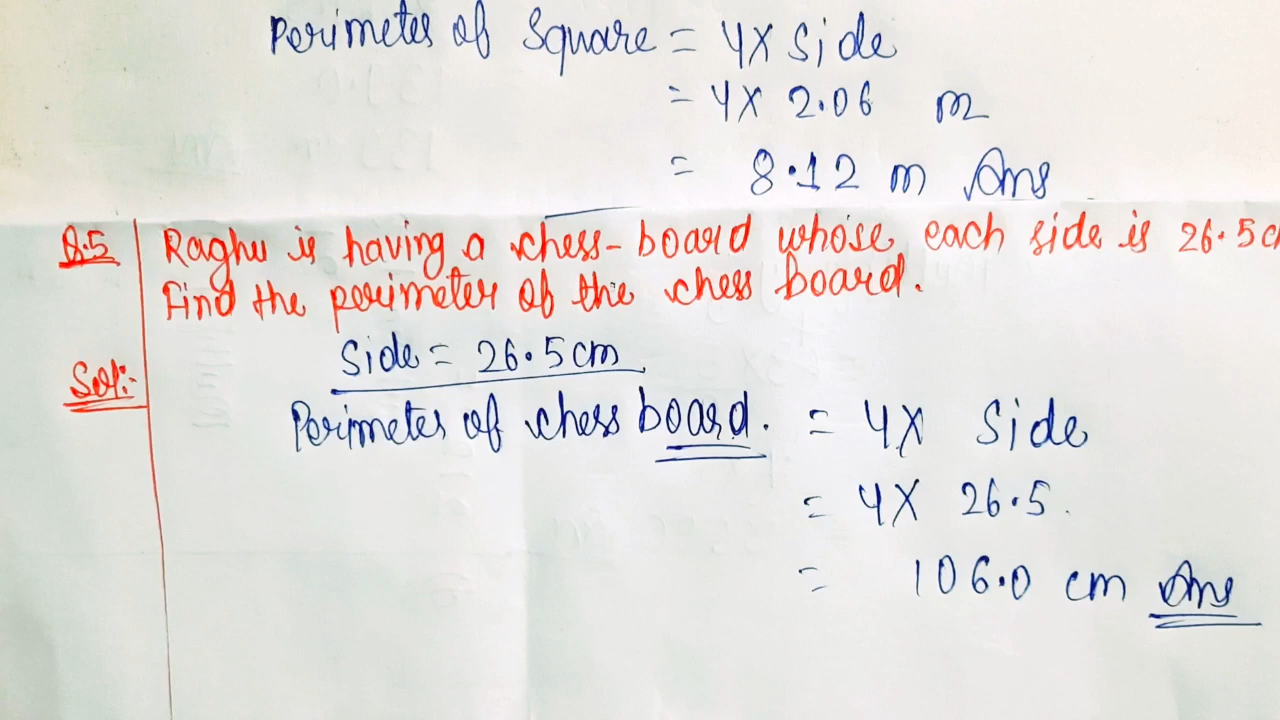 Perimeter of Square = 4X Side
= 4X 2.06 m
= 8.12 m Ans
Q.5 Raghu is having a chess-board whose each side is 26.5c
Find the perimeter of the chess board.
Sol:- Side = 26.5cm
Perimeter of chess board. = 4X Side
= 4X 26.5.
= 106.0 cm Ans